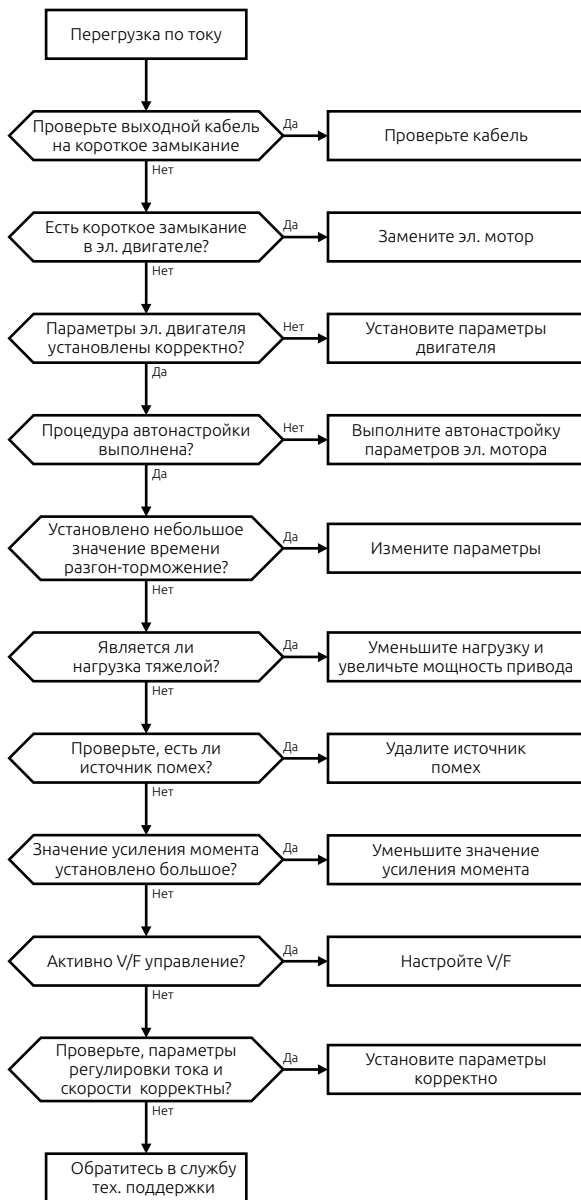 Перегрузка по току
Проверьте выходной кабель
на короткое замыкание
Да
Проверьте кабель
Нет
Есть короткое замыкание
в эл. двигателе?
Да
Замените эл. мотор
Нет
Параметры эл. двигателя
установлены корректно?
Нет
Установите параметры
двигателя
Да
Процедура автонастройки
выполнена?
Нет
Выполните автонастройку
параметров эл. мотора
Да
Установлено небольшое
значение времени
разгон-торможение?
Да
Измените параметры
Нет
Является ли
нагрузка тяжелой?
Да
Уменьшите нагрузку и
увеличьте мощность привода
Нет
Проверьте, есть ли
источник помех?
Да
Удалите источник
помех
Нет
Значение усиления момента
установлено большое?
Да
Уменьшите значение
усиления момента
Нет
Активно V/F управление?
Да
Настройте V/F
Нет
Проверьте, параметры
регулировки тока и
скорости корректны?
Да
Установите параметры
корректно
Нет
Обратитесь в службу
тех. поддержки